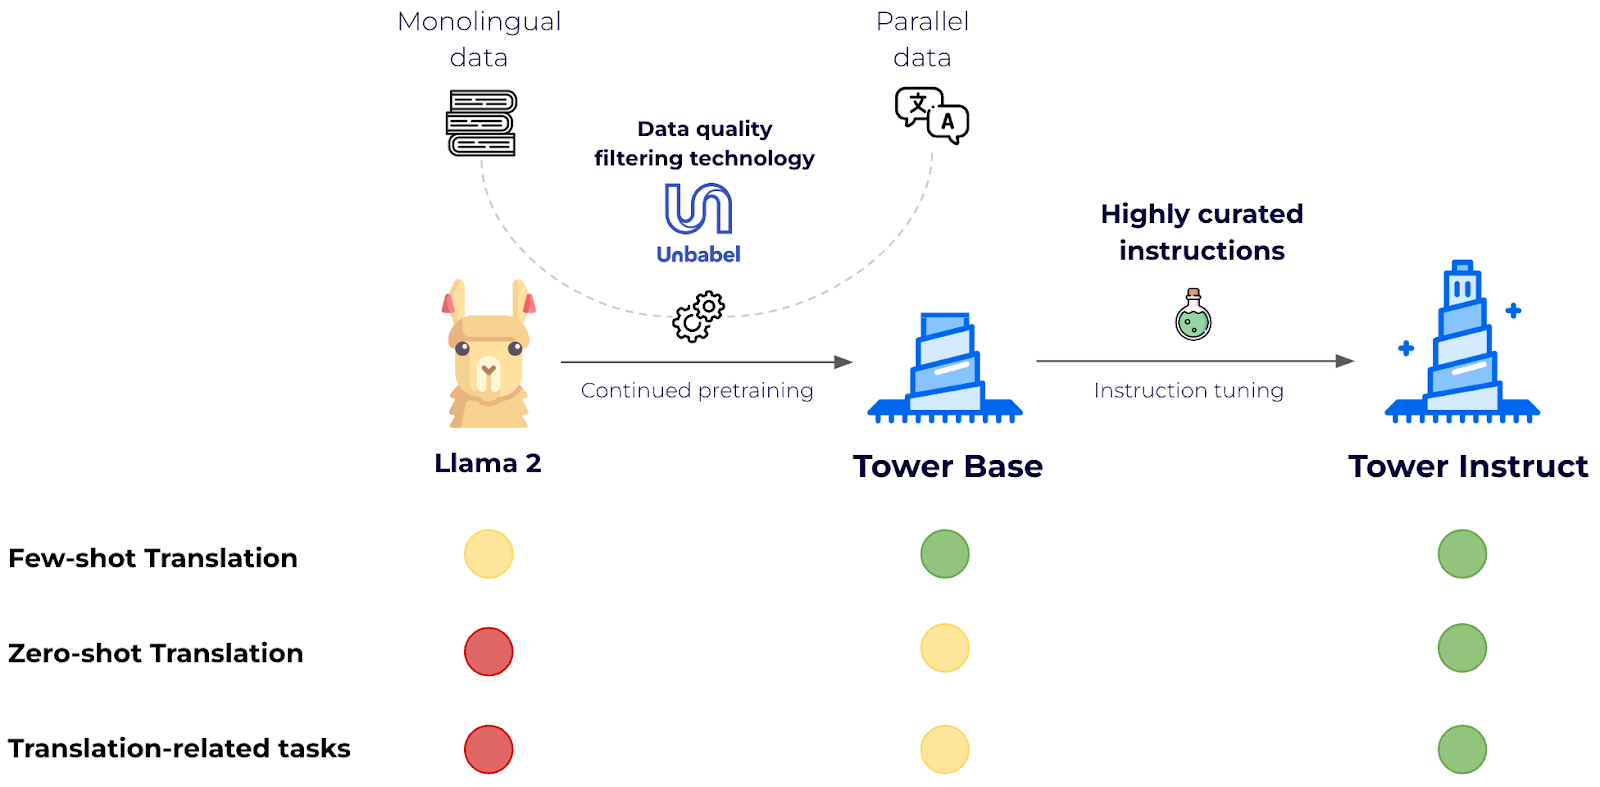 Monolingual
data
Parallel
data
文
A
Data quality
filtering technology
Unbabel
Highly curated
instructions
Continued pretraining
Instruction tuning
Llama 2
Tower Base
Tower Instruct
Few-shot Translation
Zero-shot Translation
Translation-related tasks